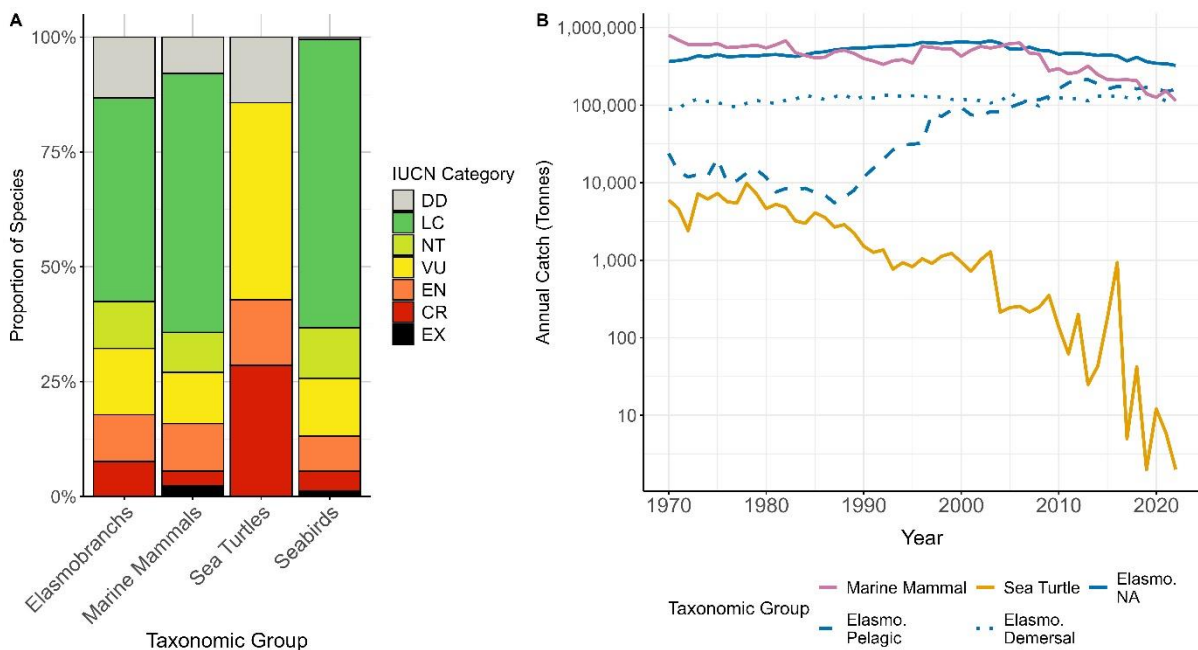 A
100%
75%
50%
25%
0%
Proportion of Species
Elasmobranchs
Marine Mammals
Sea Turtles
Seabirds
Taxonomic Group
IUCN Category
DD
LC
NT
VU
EN
CR
EX
B
1,000,000
100,000
10,000
1,000
100
10
Annual Catch (Tonnes)
1970 1980 1990 2000 2010 2020
Year
Taxonomic Group
Marine Mammal
Sea Turtle
Elasmo.
NA
Elasmo.
Pelagic
Elasmo.
Demersal